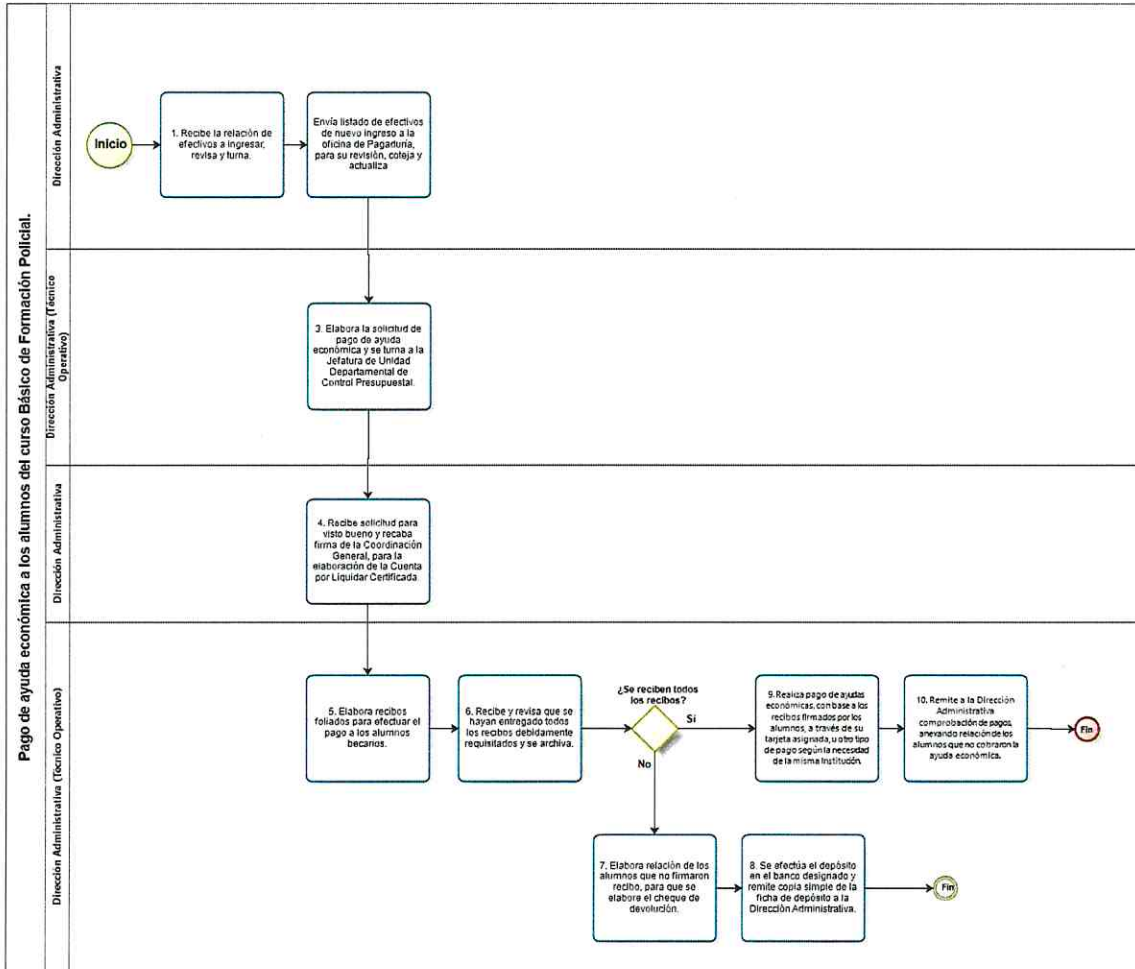 Pago de ayuda económica a los alumnos del curso Básico de Formación Policial.
Dirección Administrativa
Inicio
1. Recibe la relación de
efectivos a ingresar,
revisa y turna.
Envía listado de efectivos
de nuevo ingreso a la
oficina de Pagaduría,
para su revisión, coteja y
actualiza
Dirección Administrativa (Técnico
Operativo)
3. Elabora la solicitud de
pago de ayuda
económica y se turna a la
Jefatura de Unidad
Departamental de
Control Presupuestal.
Dirección Administrativa
4. Recibe solicitud para
visto bueno y recaba
firma de la Coordinación
General, para la
elaboración de la Cuenta
por Liquidar Certificada.
Dirección Administrativa (Técnico Operativo)
5. Elabora recibos
foliados para efectuar el
pago a los alumnos
becarios.
6. Recibe y revisa que se
hayan entregado todos
los recibos debidamente
requisitados y se archiva.
¿Se reciben todos
los recibos?
Sí
No
9. Realiza pago de ayudas
económicas, con base a los
recibos firmados por los
alumnos, a través de su
tarjeta asignada, u otro tipo
de pago según la necesidad
de la misma Institución.
10. Remite a la Dirección
Administrativa
comprobación de pagos,
anexando relación de los
alumnos que no cobraron la
ayuda económica.
Fin
7. Elabora relación de los
alumnos que no firmaron
recibo, para que se
elabore el cheque de
devolución.
8. Se efectúa el depósito
en el banco designado y
remite copia simple de la
ficha de depósito a la
Dirección Administrativa.
Fin